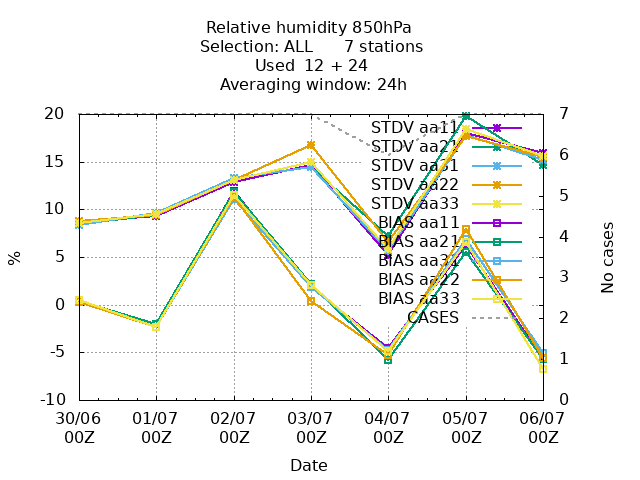 Relative humidity 850hPa
Selection: ALL 7 stations
Used 12 + 24
Averaging window: 24h
20
15
10
5
0
-5
-10
%
7
6
5
4
3
2
1
0
No cases
STDV aa11
STDV aa21
STDV aa31
STDV aa22
STDV aa33
BIAS aa11
BIAS aa21
BIAS aa31
BIAS aa22
BIAS aa33
CASES
30/06 01/07 02/07 03/07 04/07 05/07 06/07
00Z 00Z 00Z 00Z 00Z 00Z 00Z
Date